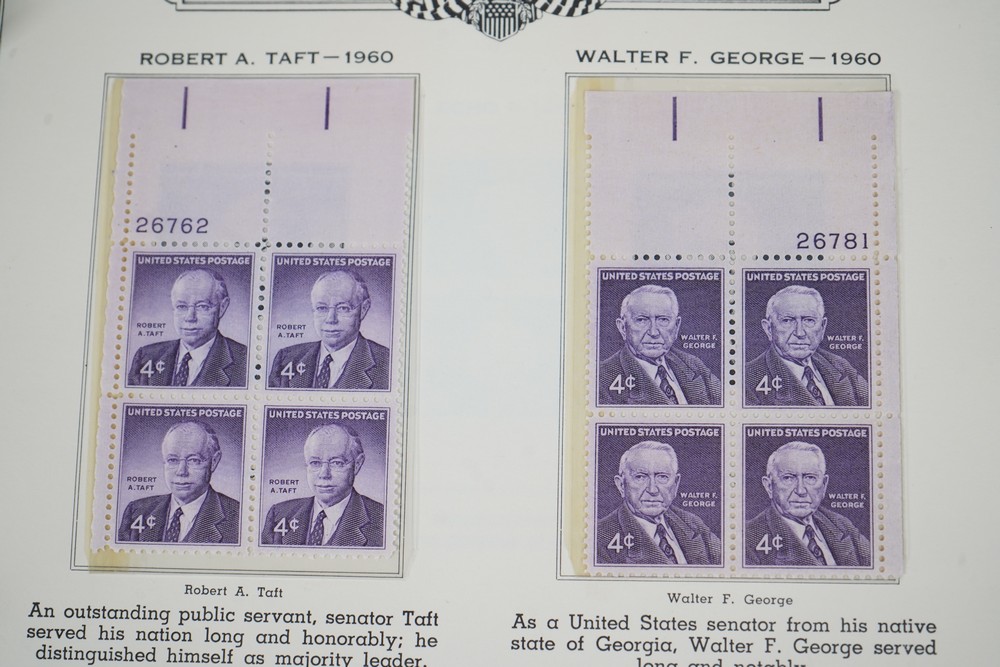 ROBERT A. TAFT—1960
26762
UNITED STATES POSTAGE
ROBERT
A. TAFT
4¢
UNITED STATES POSTAGE
ROBERT
A. TAFT
4¢
UNITED STATES POSTAGE
ROBERT
A. TAFT
4¢
UNITED STATES POSTAGE
ROBERT
A. TAFT
4¢
Robert A. Taft
An outstanding public servant, senator Taft
served his nation long and honorably; he
distinguished himself as majority leader.
WALTER F. GEORGE—1960
26781
UNITED STATES POSTAGE
WALTER F.
GEORGE
4¢
UNITED STATES POSTAGE
WALTER F.
GEORGE
4¢
UNITED STATES POSTAGE
WALTER F.
GEORGE
4¢
UNITED STATES POSTAGE
WALTER F.
GEORGE
4¢
Walter F. George
As a United States senator from his native
state of Georgia, Walter F. George served
long and notably